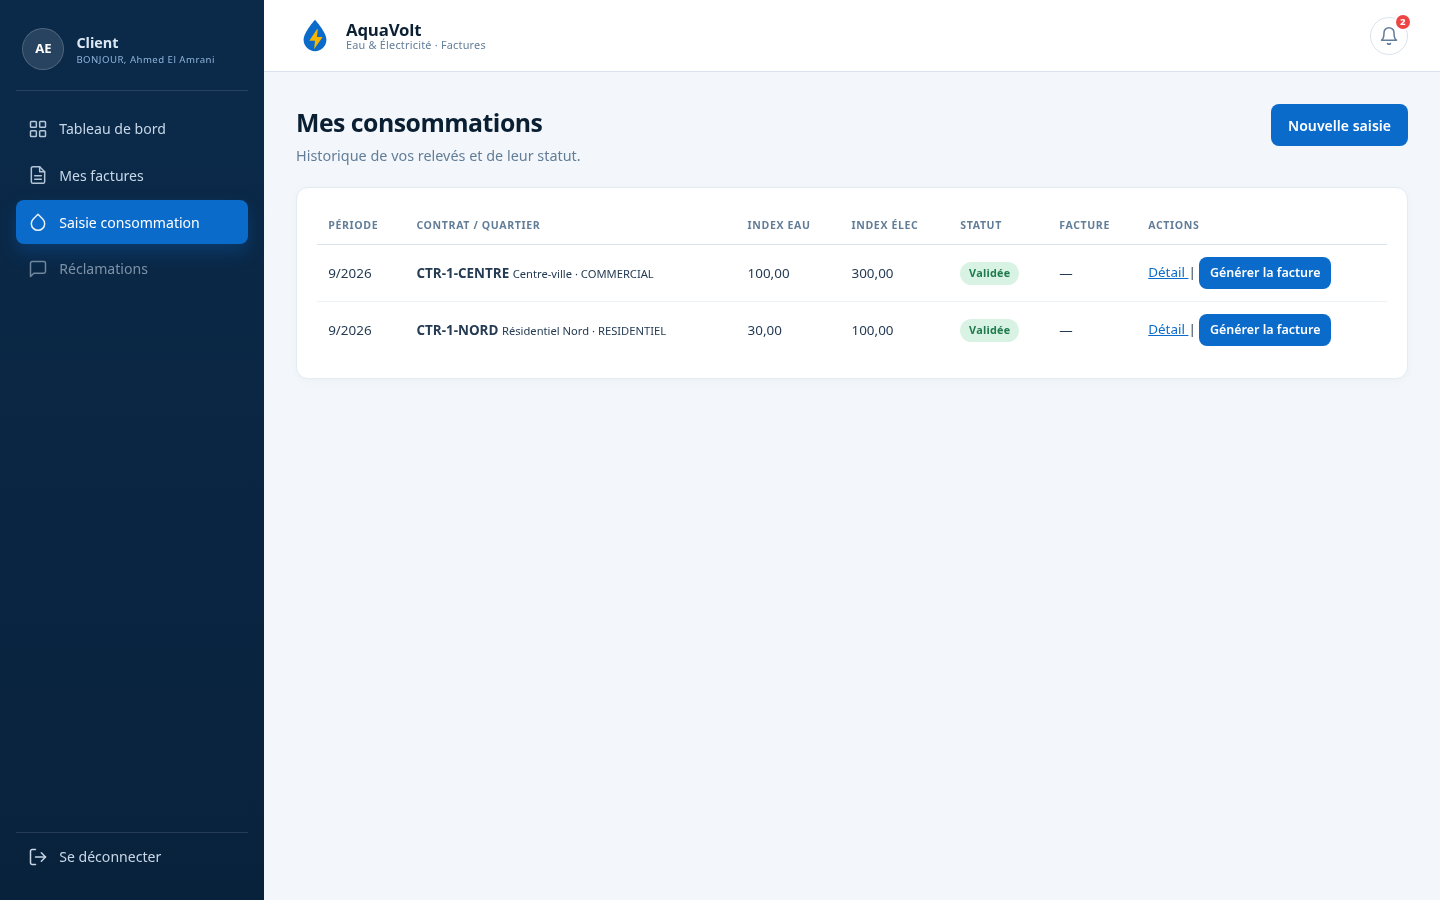 AE
Client
BONJOUR, Ahmed El Amrani
Tableau de bord
Mes factures
Saisie consommation
Réclamations
Se déconnecter
AquaVolt
Eau & Électricité · Factures
2
Mes consommations
Historique de vos relevés et de leur statut.
Nouvelle saisie
PÉRIODE CONTRAT / QUARTIER INDEX EAU INDEX ÉLEC STATUT FACTURE ACTIONS
9/2026 CTR-1-CENTRE Centre-ville · COMMERCIAL 100,00 300,00 Validée — Détail | Générer la facture
9/2026 CTR-1-NORD Résidentiel Nord · RESIDENTIEL 30,00 100,00 Validée — Détail | Générer la facture